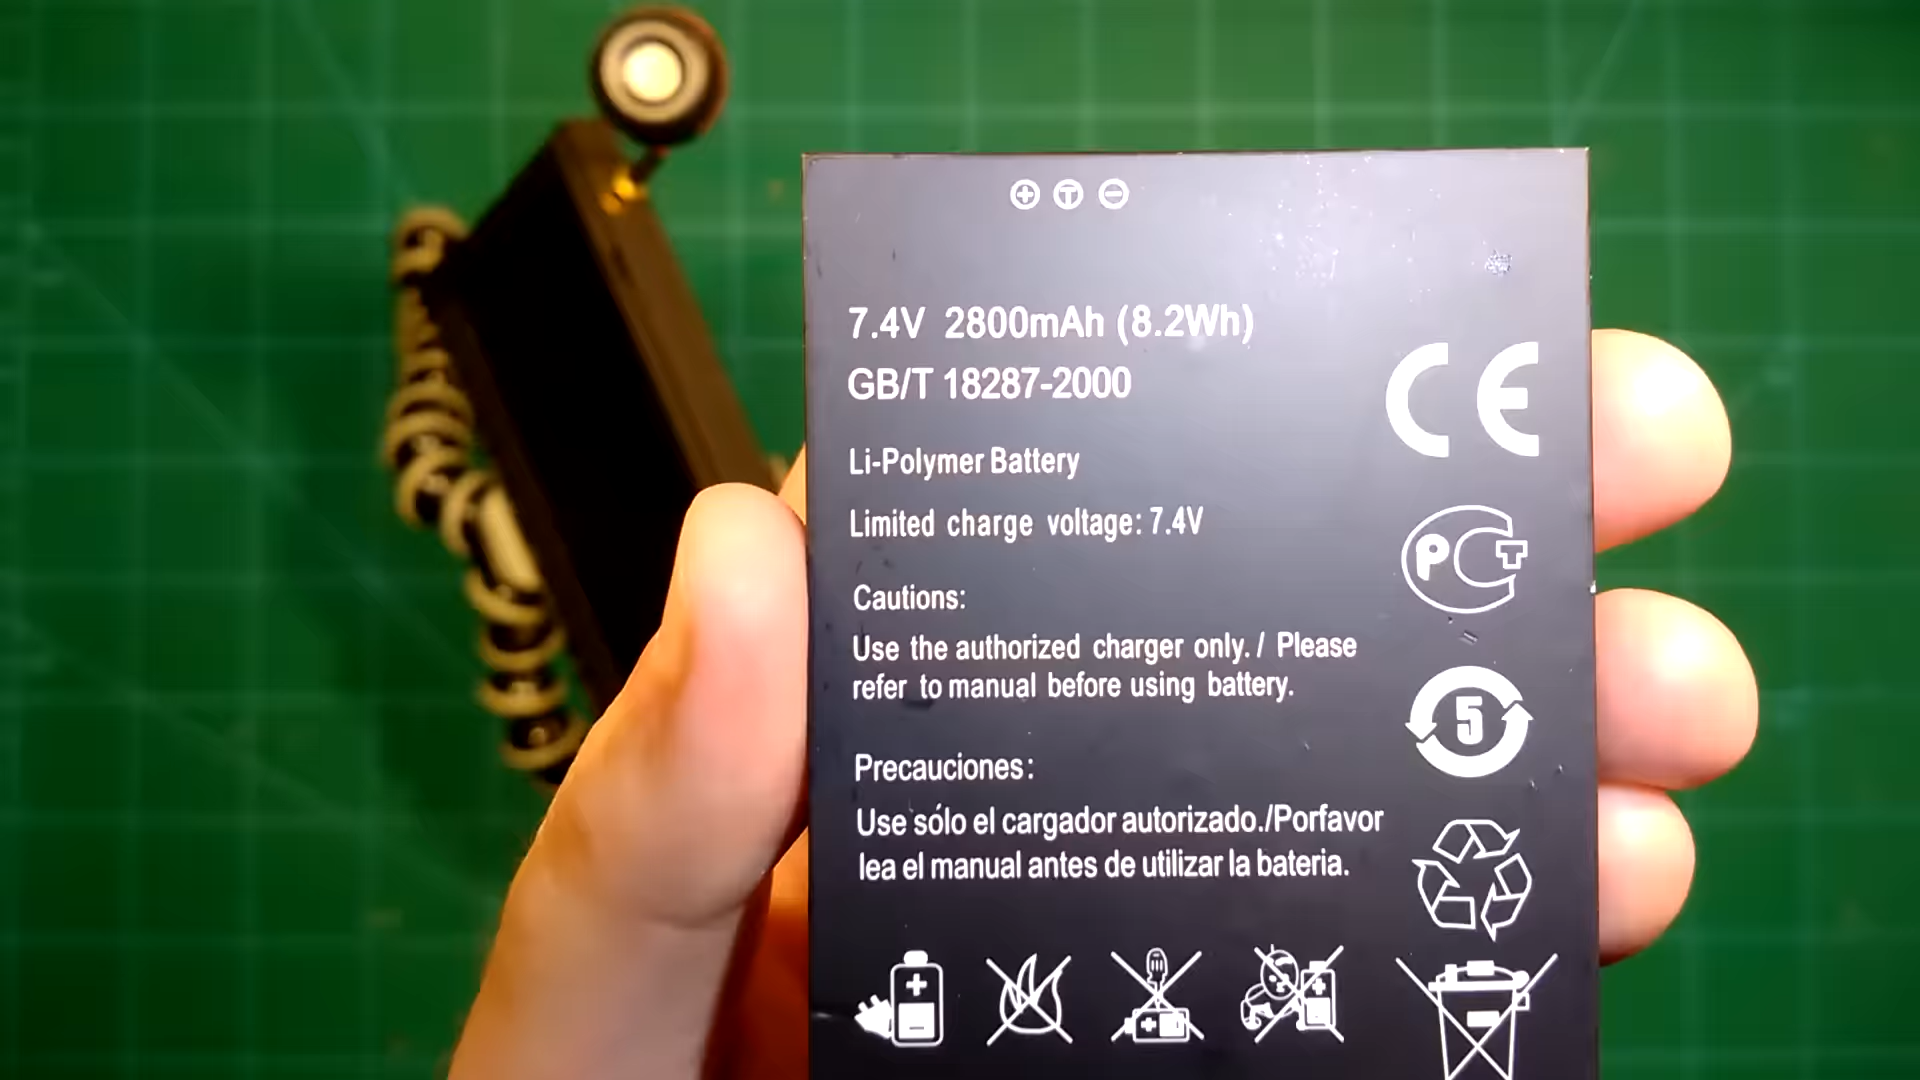 + T −
7.4V 2800mAh (8.2Wh)
GB/T 18287-2000
CE
Li-Polymer Battery
Limited charge voltage: 7.4V
PCT
Cautions:
Use the authorized charger only. / Please
refer to manual before using battery.
5
Precauciones:
Use sólo el cargador autorizado./Porfavor
lea el manual antes de utilizar la bateria.